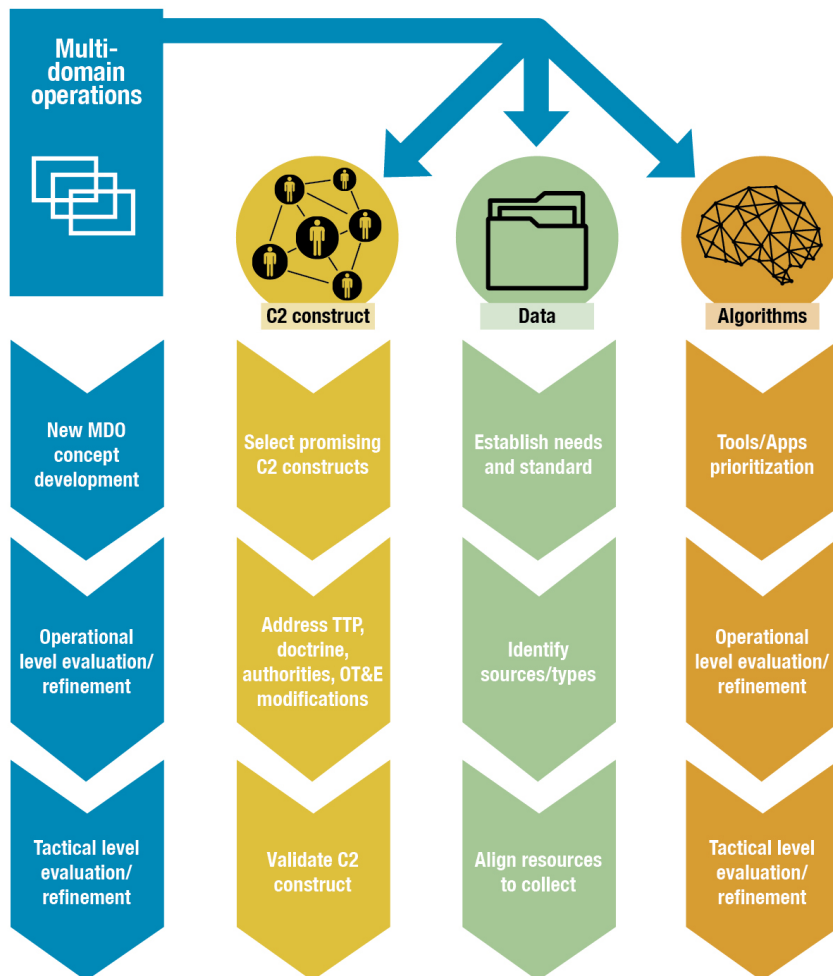 Multi-
domain
operations
C2 construct
Data
Algorithms
New MDO
concept
development
Select promising
C2 constructs
Establish needs
and standard
Tools/Apps
prioritization
Operational
level evaluation/
refinement
Address TTP,
doctrine,
authorities, OT&E
modifications
Identify
sources/types
Operational
level evaluation/
refinement
Tactical level
evaluation/
refinement
Validate C2
construct
Align resources
to collect
Tactical level
evaluation/
refinement